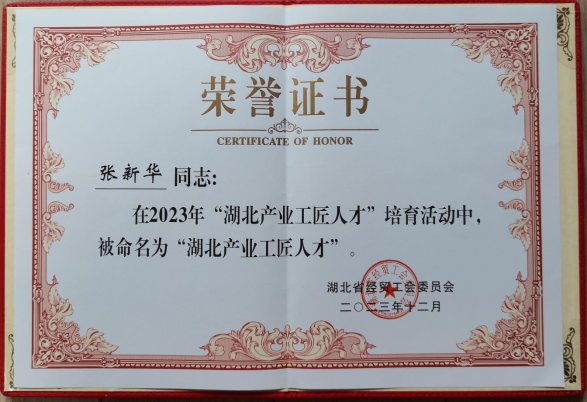 荣誉证书
CERTIFICATE OF HONOR
张新华 同志:
在2023年“湖北产业工匠人才”培育活动中,
被命名为“湖北产业工匠人才”。
湖北省经贸工会委员会
二〇二三年十二月